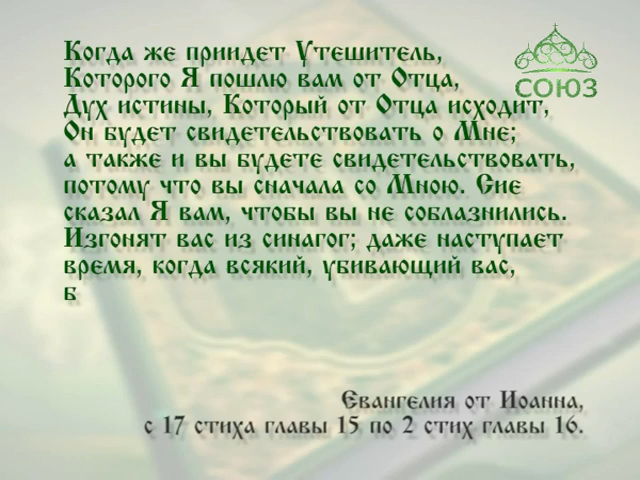 Когда же приидет Утешитель,
СОЮЗ
Которого Я пошлю вам от Отца,
Дух истины, Который от Отца исходит,
Он будет свидетельствовать о Мне;
а также и вы будете свидетельствовать,
потому что вы сначала со Мною. Сие
сказал Я вам, чтобы вы не соблазнились.
Изгонят вас из синагог; даже наступает
время, когда всякий, убивающий вас,
б
Евангелия от Иоанна,
с 17 стиха главы 15 по 2 стих главы 16.